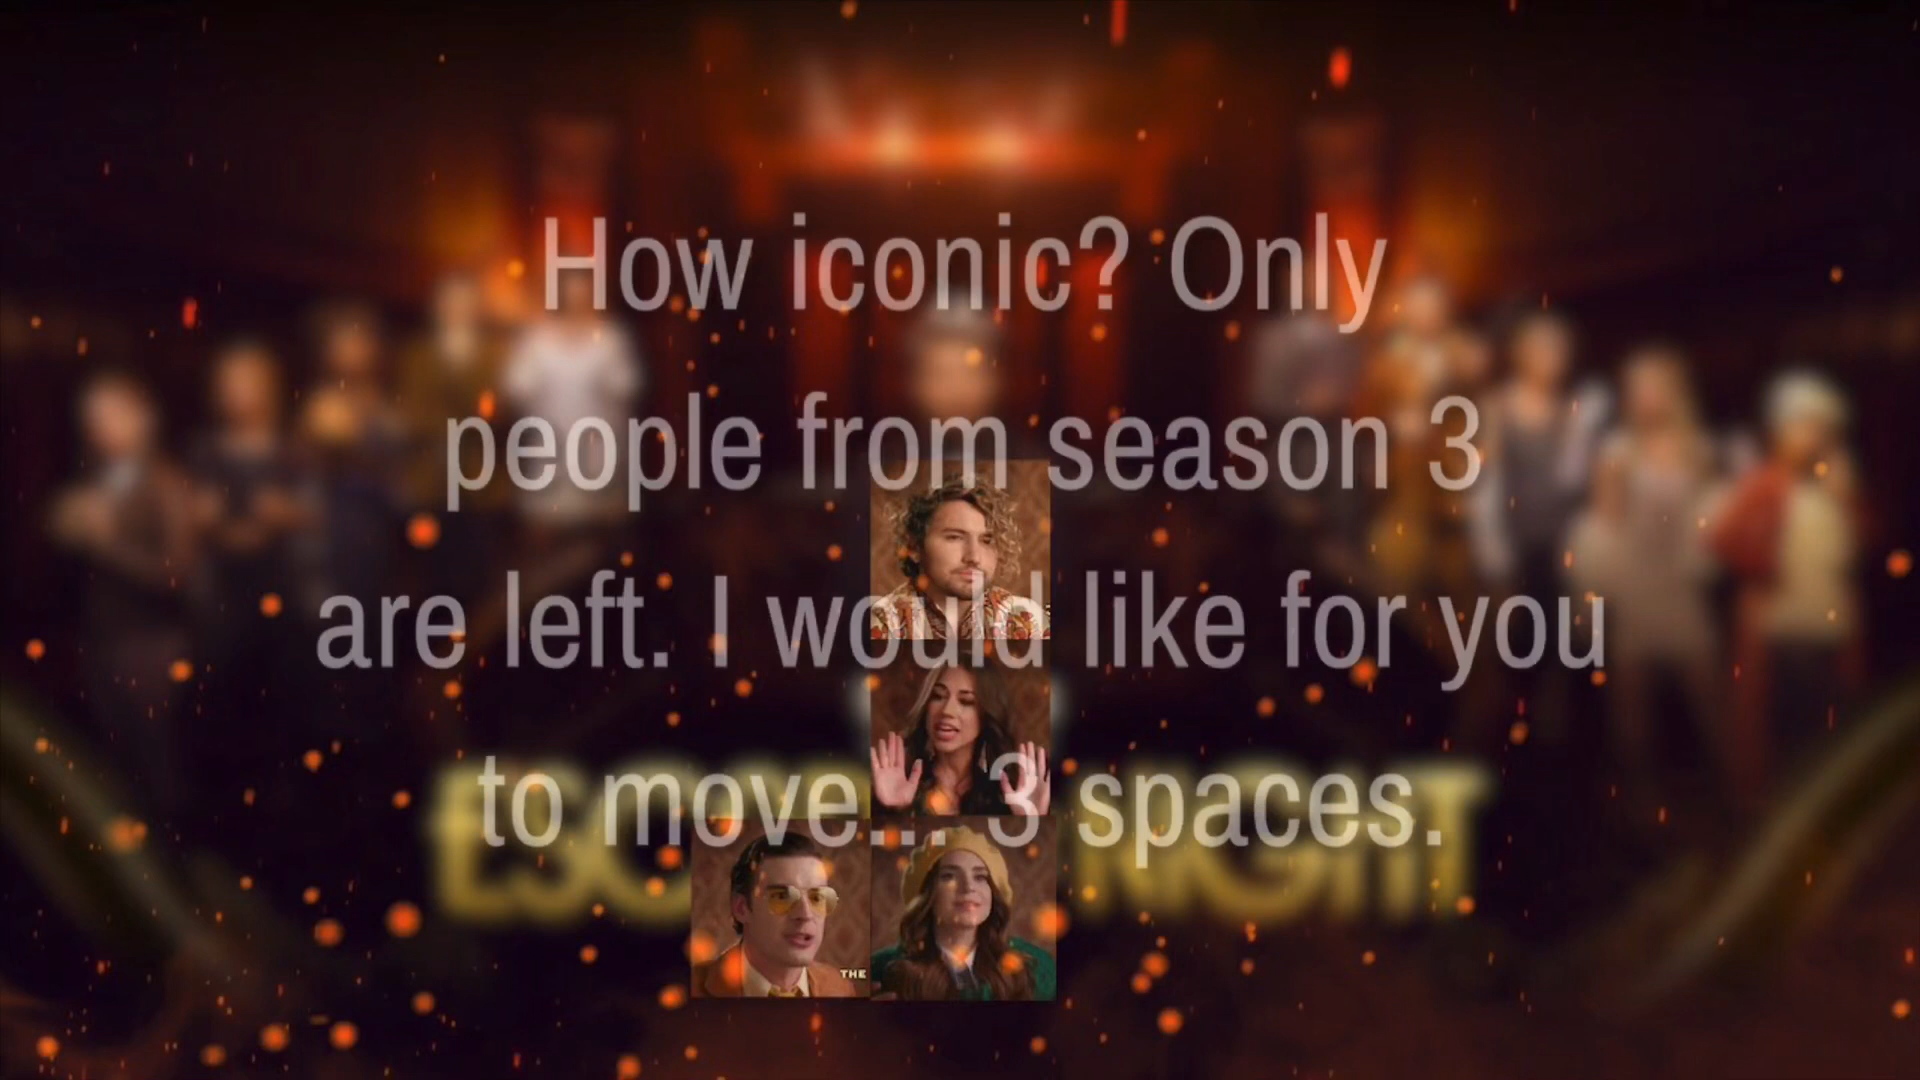 How iconic? Only
people from season 3
are left. I would like for you
to move... 3 spaces.
THE